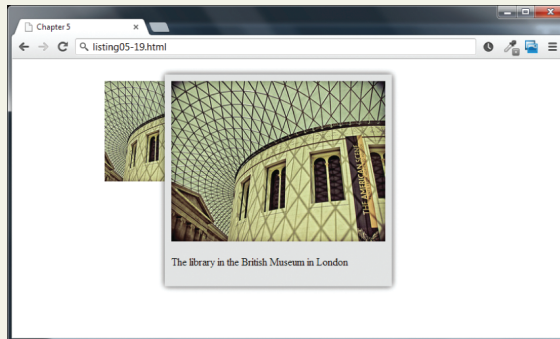 Chapter 5
listing05-19.html
THE AMERICAN SCENE
The library in the British Museum in London